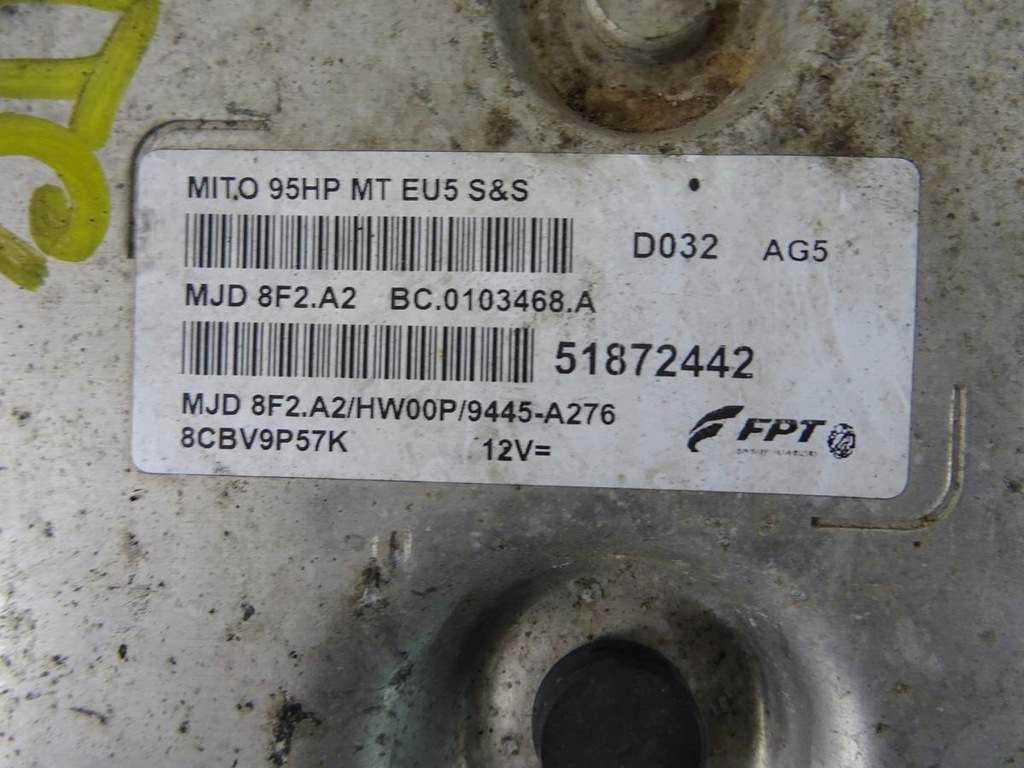 MITO 95HP MT EU5 S&S
D032 AG5
MJD 8F2.A2 BC.0103468.A
51872442
MJD 8F2.A2/HW00P/9445-A276
8CBV9P57K 12V=
FPT